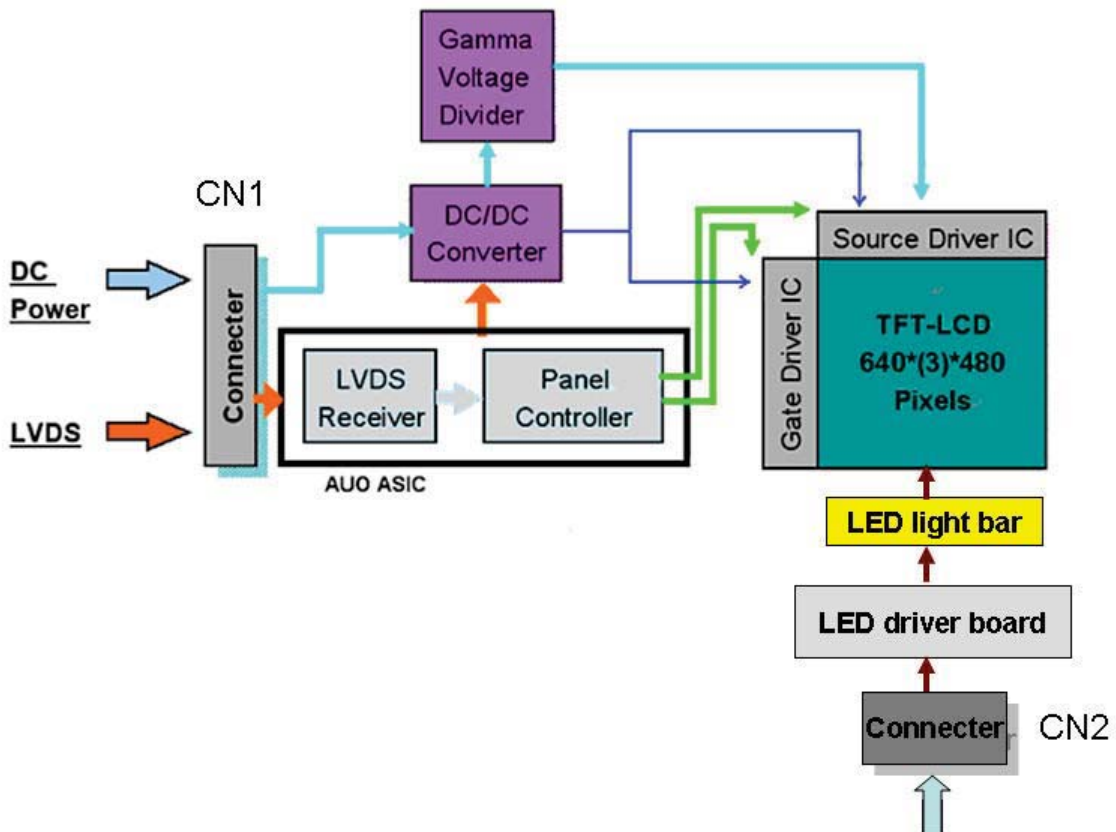 Gamma
Voltage
Divider
CN1
DC/DC
Converter
DC
Power
LVDS
Connecter
LVDS
Receiver
Panel
Controller
AUO ASIC
Source Driver IC
Gate Driver IC
TFT-LCD
640*(3)*480
Pixels
LED light bar
LED driver board
Connecter
CN2